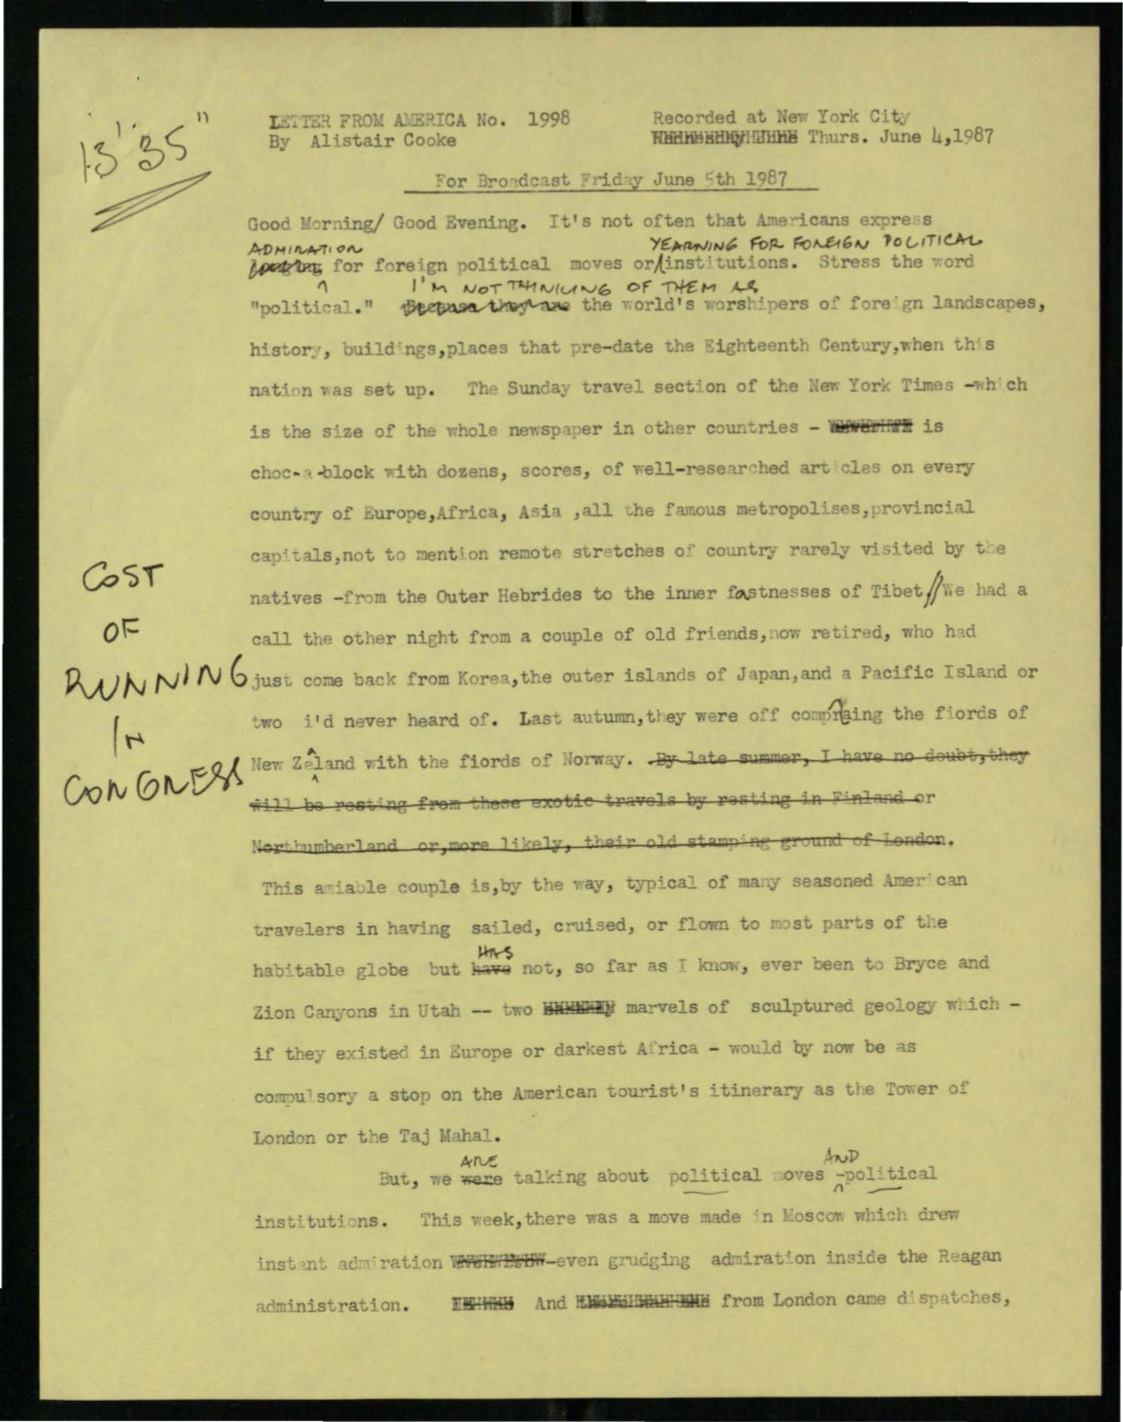 13' 35"
LETTER FROM AMERICA No. 1998 Recorded at New York City
By Alistair Cooke Thurs. June 4,1987
For Broadcast Friday June 5th 1987
Good Morning/ Good Evening. It's not often that Americans express
ADMIRATION YEARNING FOR FOREIGN POLITICAL
longing for foreign political moves or/institutions. Stress the word
I'M NOT THINKING OF THEM AS
"political." Because they are the world's worshipers of foreign landscapes,
history, buildings,places that pre-date the Eighteenth Century,when this
nation was set up. The Sunday travel section of the New York Times -which
is the size of the whole newspaper in other countries - is
choc-a-block with dozens, scores, of well-researched articles on every
country of Europe,Africa, Asia ,all the famous metropolises,provincial
capitals,not to mention remote stretches of country rarely visited by the
natives -from the Outer Hebrides to the inner fastnesses of Tibet//We had a
call the other night from a couple of old friends,now retired, who had
just come back from Korea,the outer islands of Japan,and a Pacific Island or
two i'd never heard of. Last autumn,they were off compraing the fiords of
New Zealand with the fiords of Norway. By late summer, I have no doubt,they
will be resting from these exotic travels by resting in Finland or
Northumberland or,more likely, their old stamping ground of London.
COST
OF
RUNNING
IN
CONGRESS
This amiable couple is,by the way, typical of many seasoned American
travelers in having sailed, cruised, or flown to most parts of the
HAS
habitable globe but have not, so far as I know, ever been to Bryce and
Zion Canyons in Utah -- two marvels of sculptured geology which -
if they existed in Europe or darkest Africa - would by now be as
compulsory a stop on the American tourist's itinerary as the Tower of
London or the Taj Mahal.
ARE AND
But, we were talking about political moves -political
institutions. This week,there was a move made in Moscow which drew
instant admiration -even grudging admiration inside the Reagan
administration. And from London came dispatches,